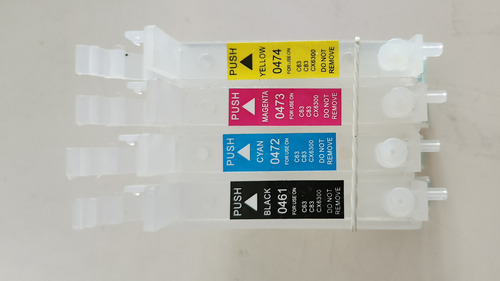 PUSH
BLACK
0461
FOR USE ON
C63
C83
CX6300
DO NOT
REMOVE
PUSH
CYAN
0472
FOR USE ON
C63
C83
CX6300
DO NOT
REMOVE
PUSH
MAGENTA
0473
FOR USE ON
C63
C83
CX6300
DO NOT
REMOVE
PUSH
YELLOW
0474
FOR USE ON
C63
C83
CX6300
DO NOT
REMOVE